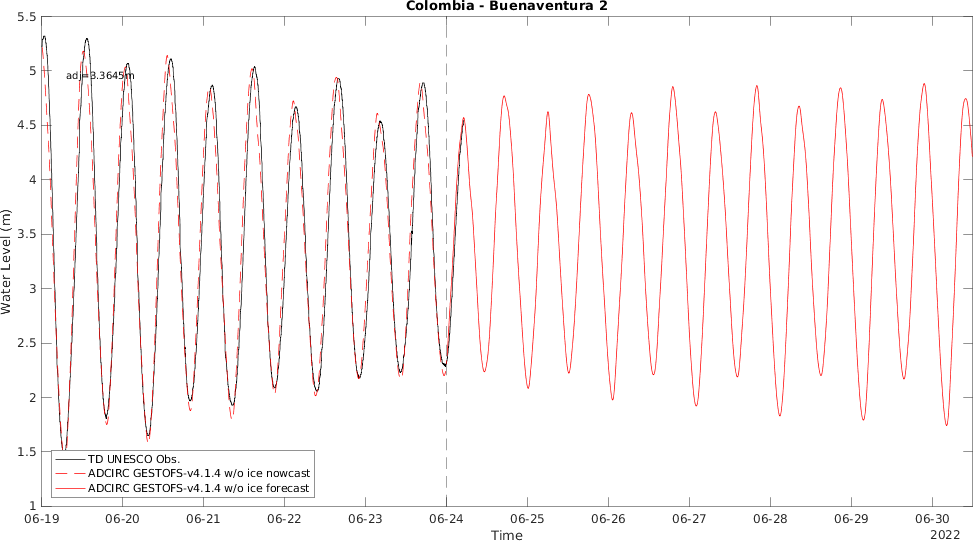 Colombia - Buenaventura 2
5.5
5
4.5
4
3.5
3
2.5
2
1.5
1
Water Level (m)
adj=3.3645m
TD UNESCO Obs.
ADCIRC GESTOFS-v4.1.4 w/o ice nowcast
ADCIRC GESTOFS-v4.1.4 w/o ice forecast
06-19 06-20 06-21 06-22 06-23 06-24 06-25 06-26 06-27 06-28 06-29 06-30
2022
Time